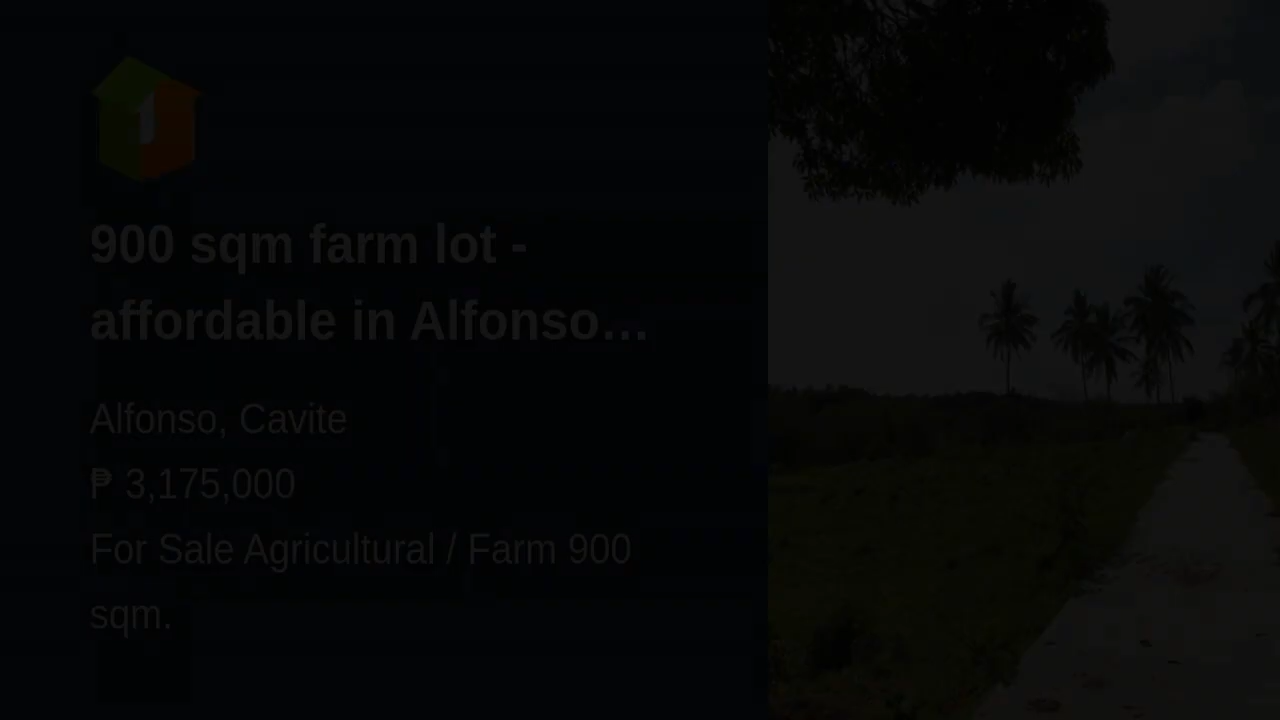 900 sqm farm lot -
affordable in Alfonso...
Alfonso, Cavite
₱ 3,175,000
For Sale Agricultural / Farm 900
sqm.